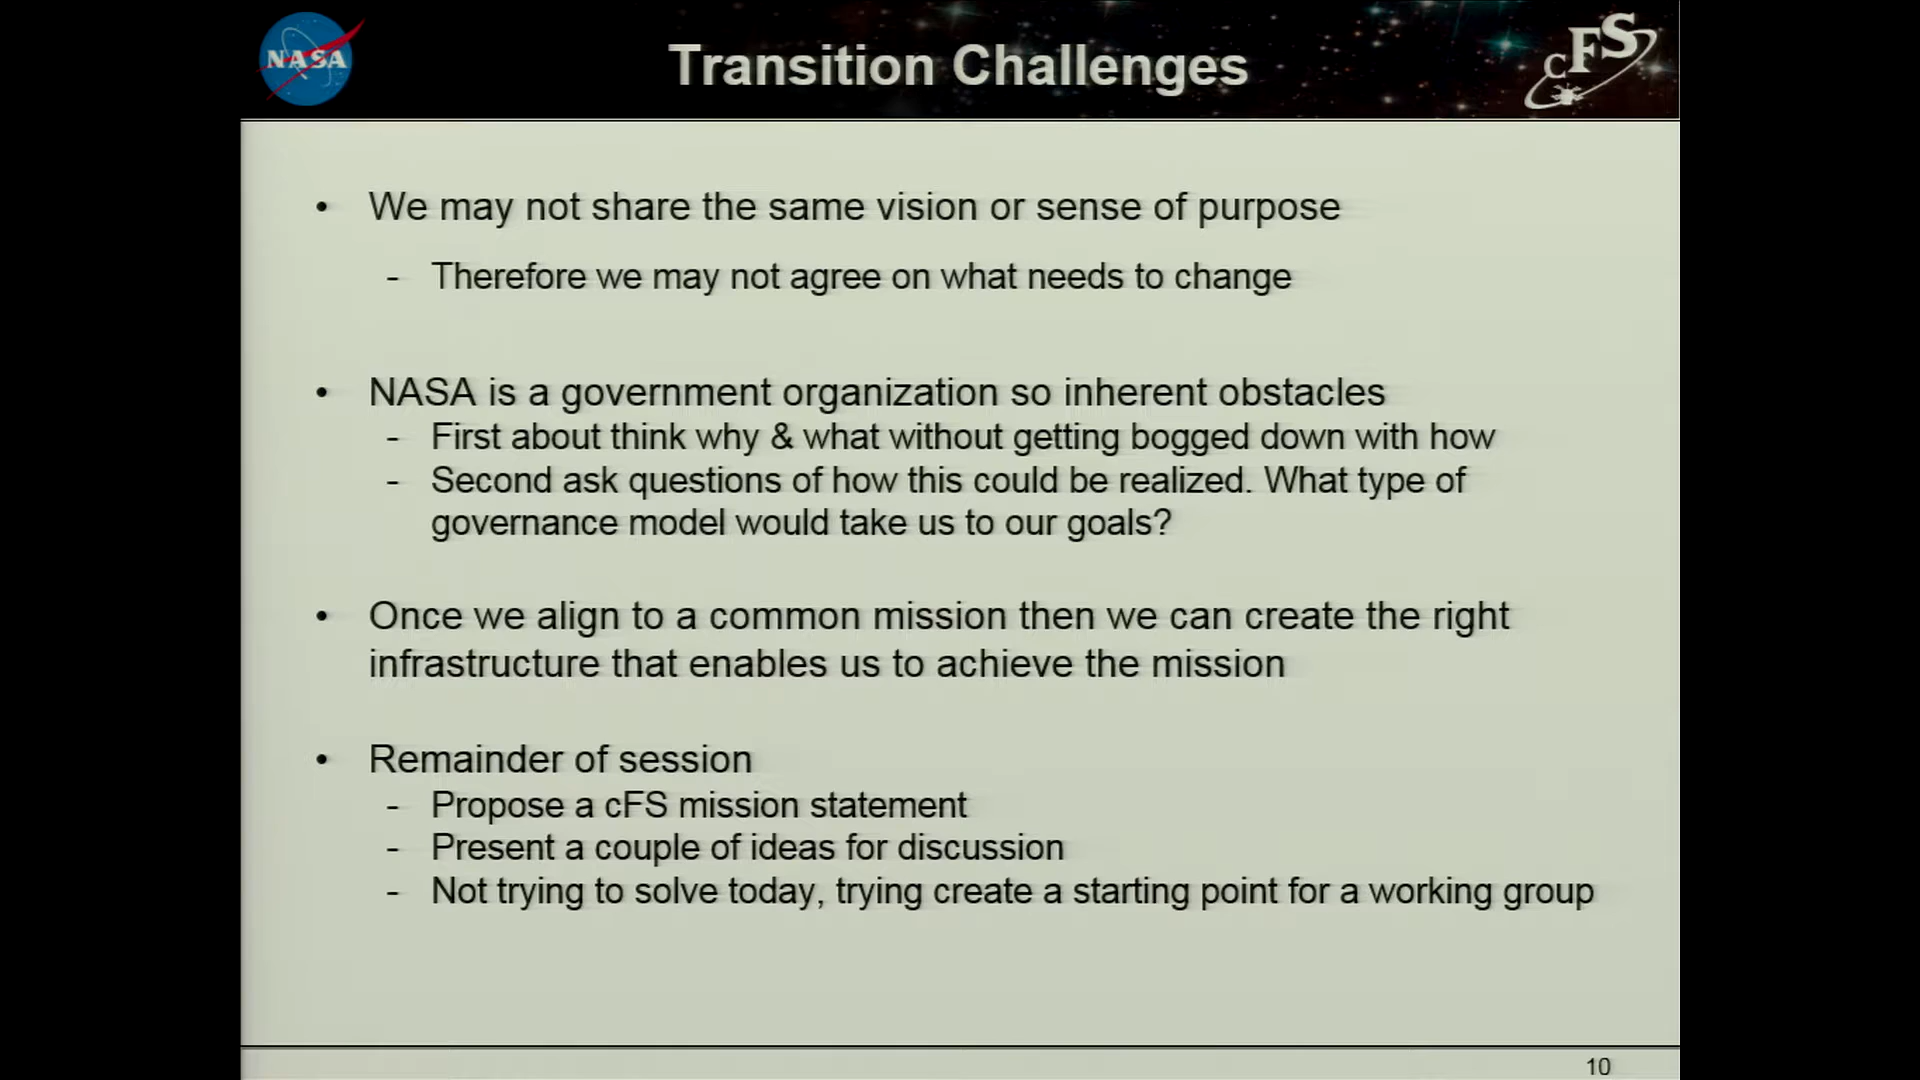 NASA
Transition Challenges
cFS
• We may not share the same vision or sense of purpose
- Therefore we may not agree on what needs to change
• NASA is a government organization so inherent obstacles
- First about think why & what without getting bogged down with how
- Second ask questions of how this could be realized. What type of
governance model would take us to our goals?
• Once we align to a common mission then we can create the right
infrastructure that enables us to achieve the mission
• Remainder of session
- Propose a cFS mission statement
- Present a couple of ideas for discussion
- Not trying to solve today, trying create a starting point for a working group
10